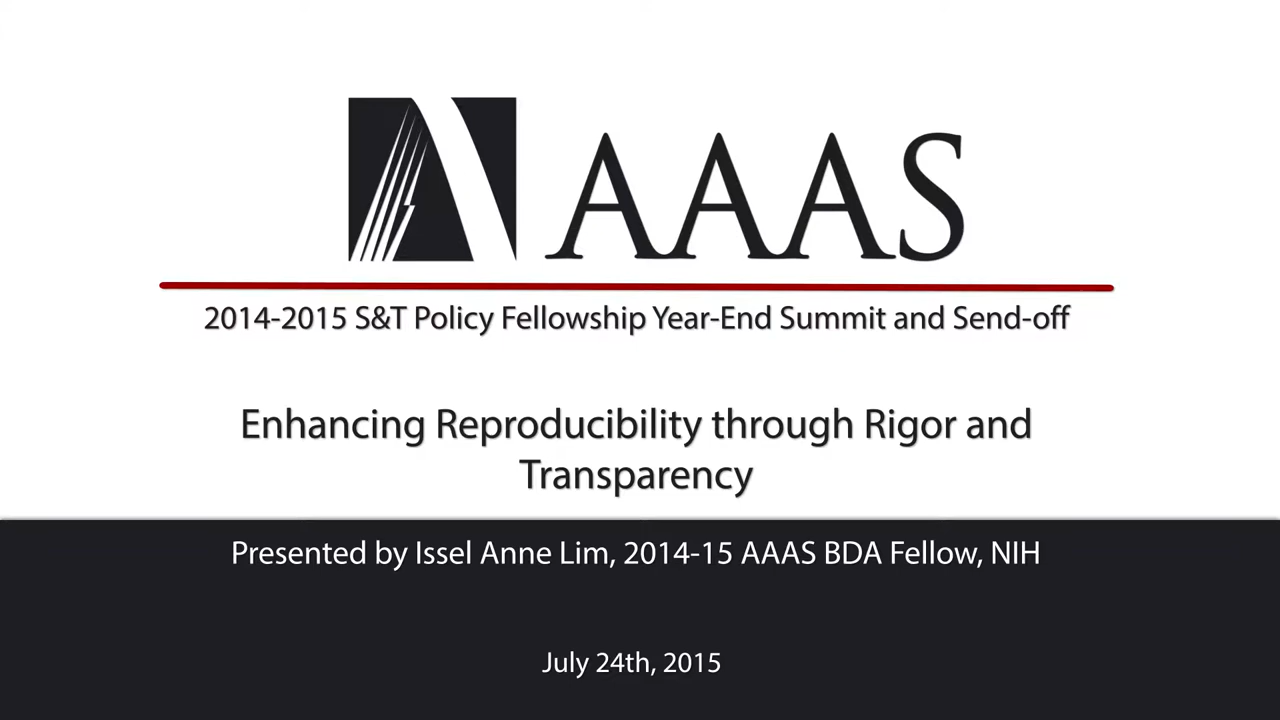 AAAS
2014-2015 S&T Policy Fellowship Year-End Summit and Send-off
Enhancing Reproducibility through Rigor and
Transparency
Presented by Issel Anne Lim, 2014-15 AAAS BDA Fellow, NIH
July 24th, 2015